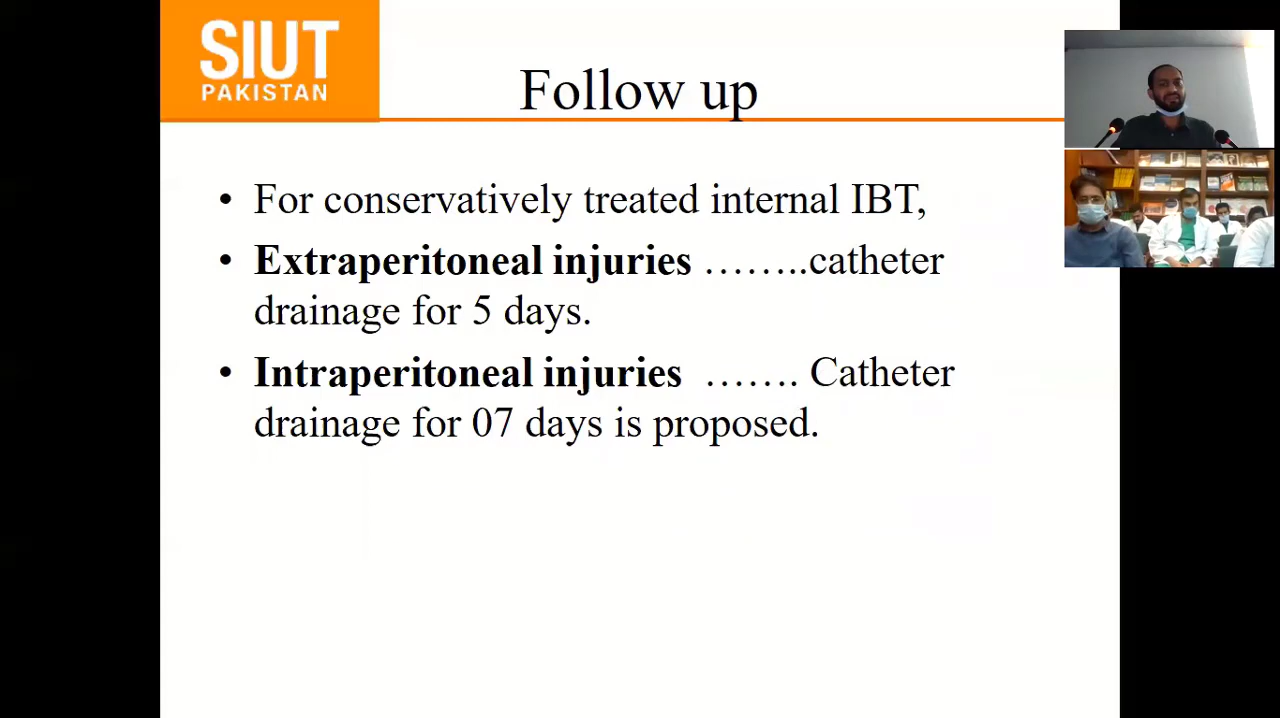 SIUT
PAKISTAN
Follow up
• For conservatively treated internal IBT,
• Extraperitoneal injuries ……..catheter
drainage for 5 days.
• Intraperitoneal injuries ……. Catheter
drainage for 07 days is proposed.